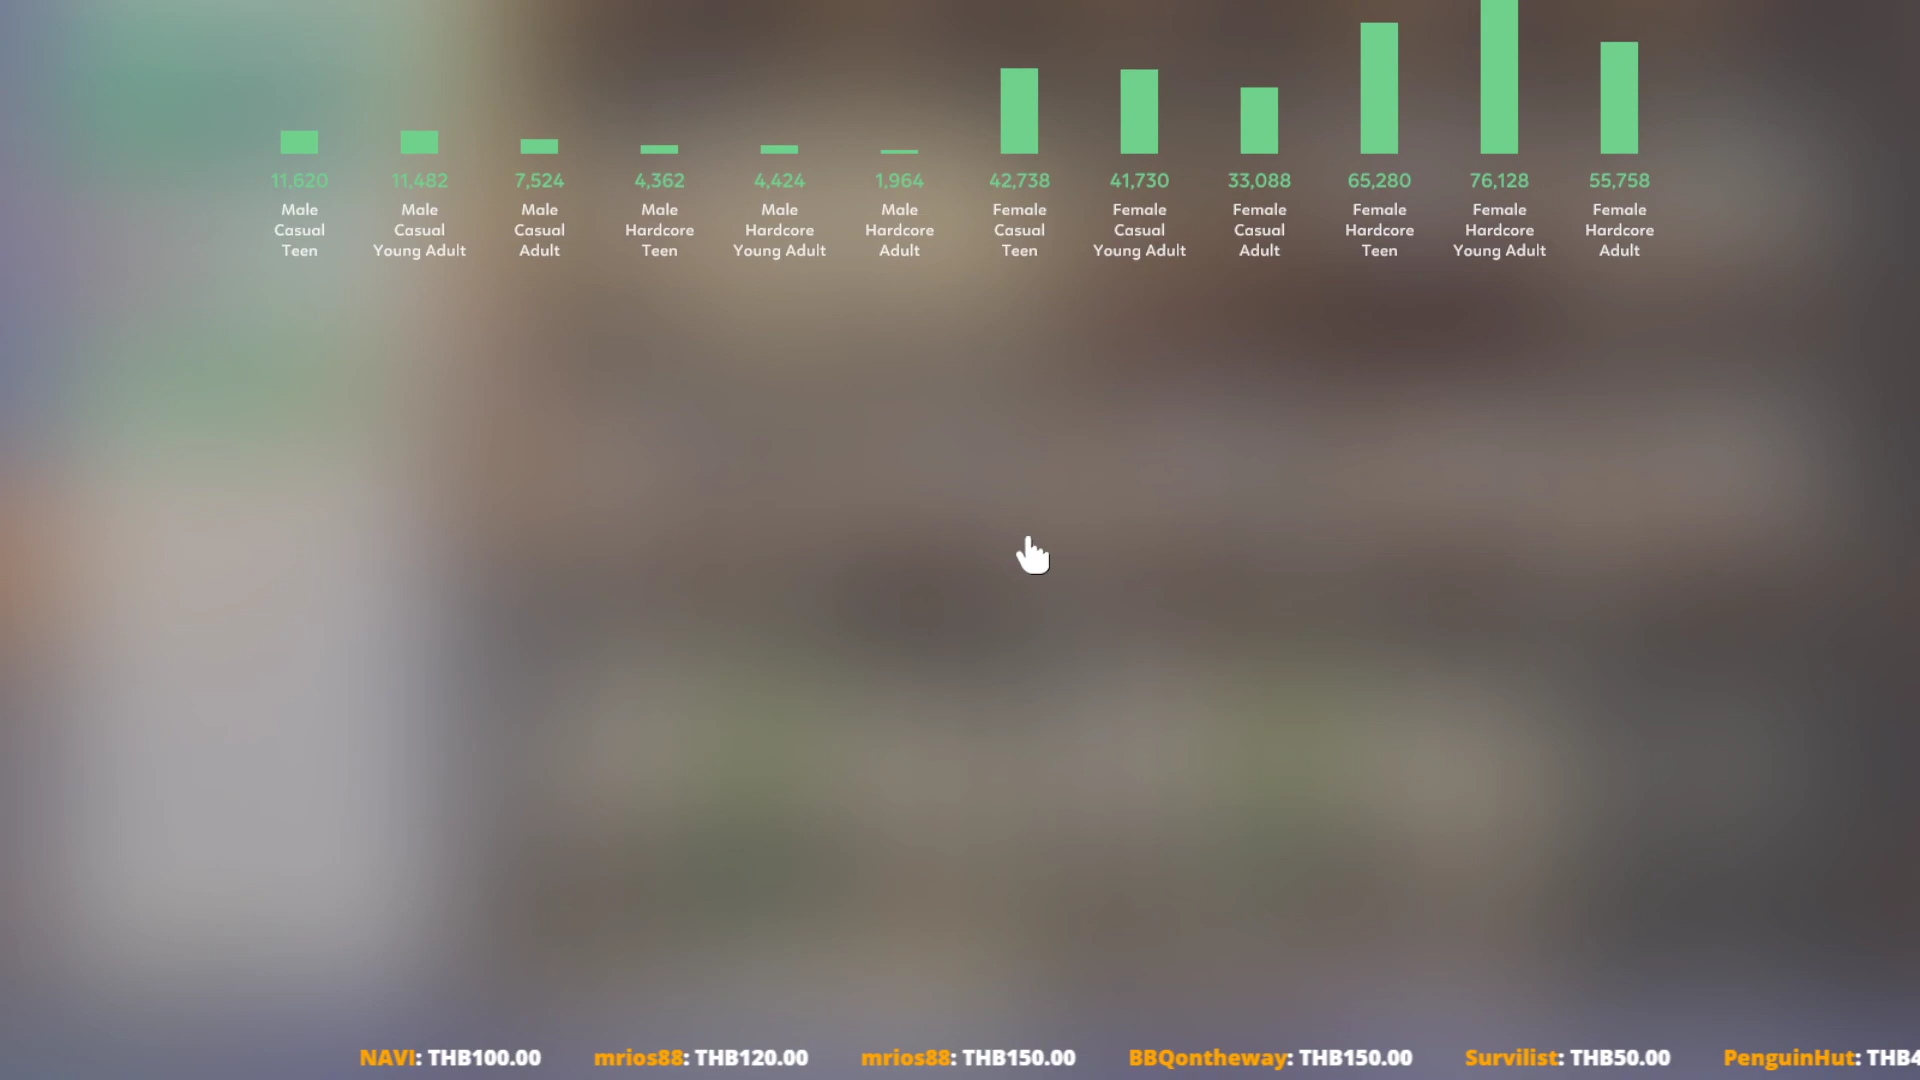 11,620 11,482 7,524 4,362 4,424 1,964 42,738 41,730 33,088 65,280 76,128 55,758
Male Male Male Male Male Male Female Female Female Female Female Female
Casual Casual Casual Hardcore Hardcore Hardcore Casual Casual Casual Hardcore Hardcore Hardcore
Teen Young Adult Adult Teen Young Adult Adult Teen Young Adult Adult Teen Young Adult Adult
NAVI: THB100.00 mrios88: THB120.00 mrios88: THB150.00 BBQontheway: THB150.00 Survilist: THB50.00 PenguinHut: THB4